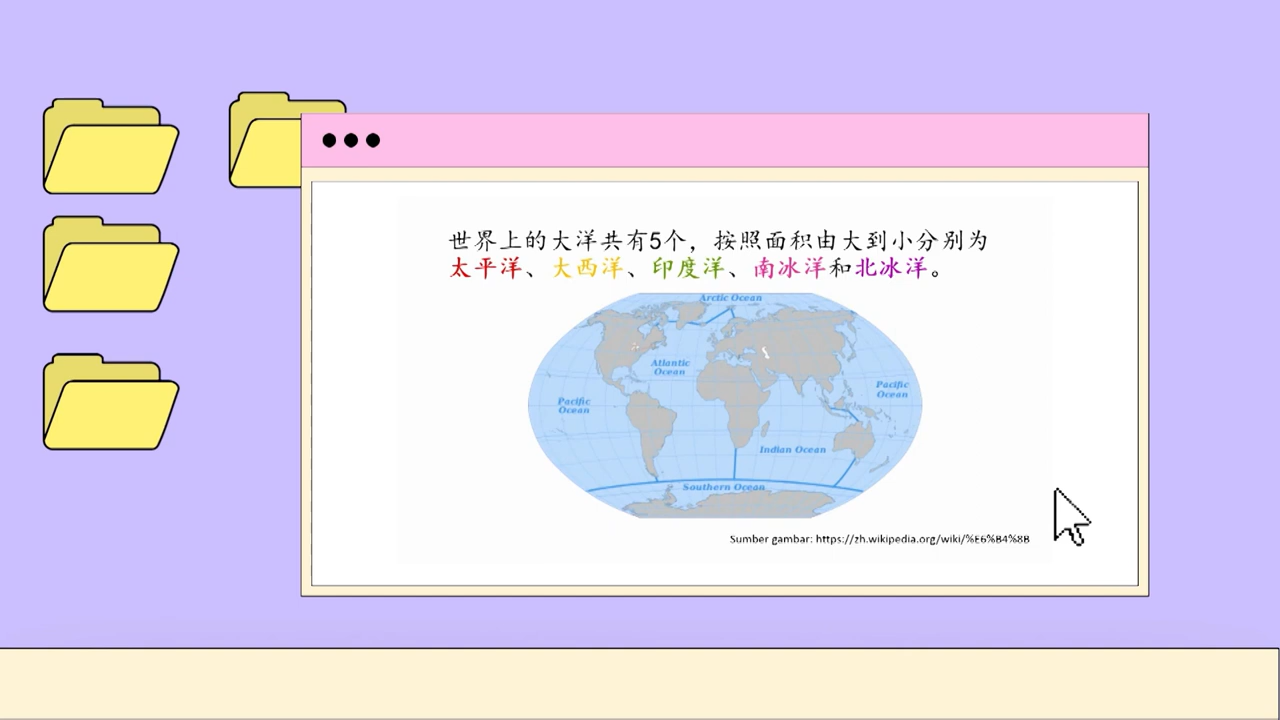 世界上的大洋共有5个，按照面积由大到小分别为
太平洋、大西洋、印度洋、南冰洋和北冰洋。
Arctic Ocean
Atlantic
Ocean
Pacific
Ocean
Pacific
Ocean
Indian Ocean
Southern Ocean
Sumber gambar: https://zh.wikipedia.org/wiki/%E6%B4%8B